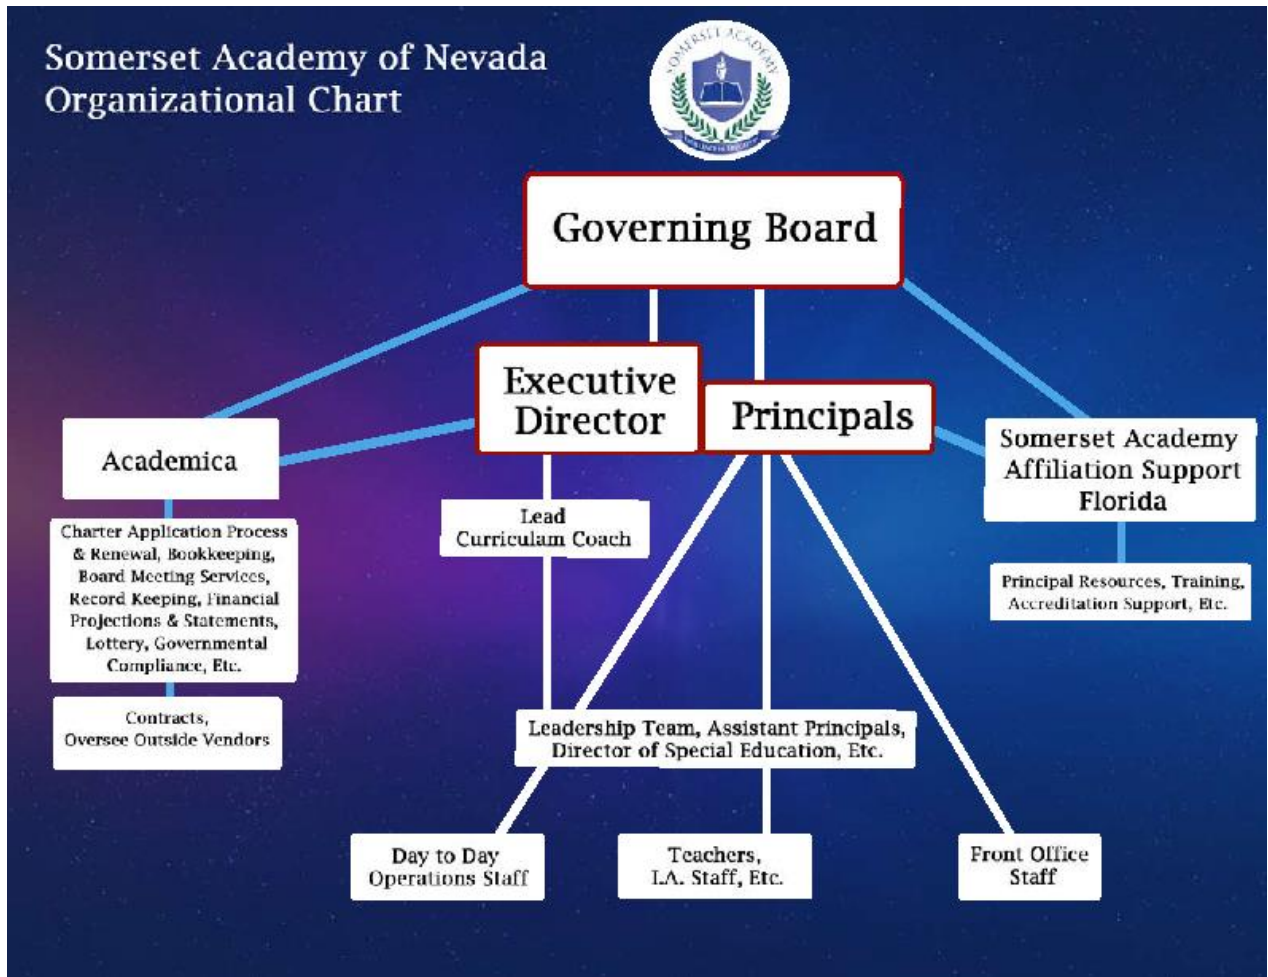 Somerset Academy of Nevada
Organizational Chart
SOMERSET ACADEMY
Governing Board
Executive
Director
Principals
Academica
Somerset Academy
Affiliation Support
Florida
Lead
Curriculam Coach
Charter Application Process
& Renewal, Bookkeeping,
Board Meeting Services,
Record Keeping, Financial
Projections & Statements,
Lottery, Governmental
Compliance, Etc.
Principal Resources, Training,
Accreditation Support, Etc.
Contracts,
Oversee Outside Vendors
Leadership Team, Assistant Principals,
Director of Special Education, Etc.
Day to Day
Operations Staff
Teachers,
I.A. Staff, Etc.
Front Office
Staff